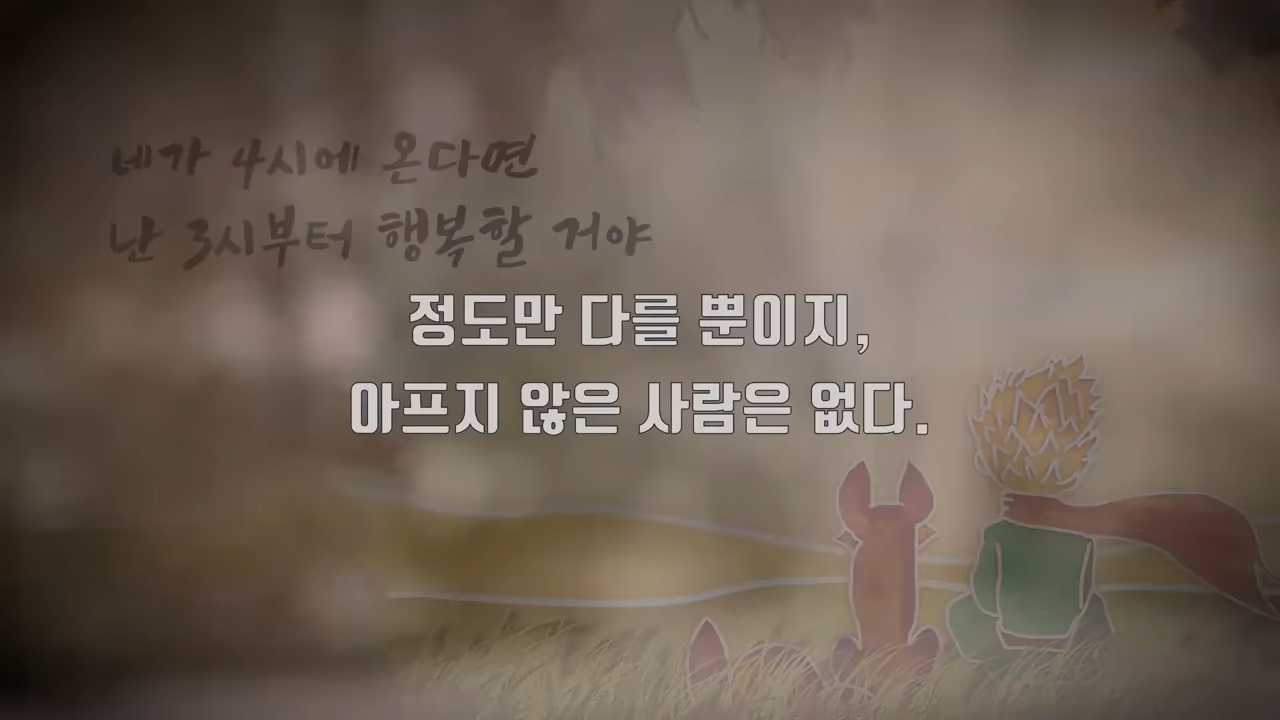 네가 4시에 온다면
난 3시부터 행복할 거야
정도만 다를 뿐이지,
아프지 않은 사람은 없다.